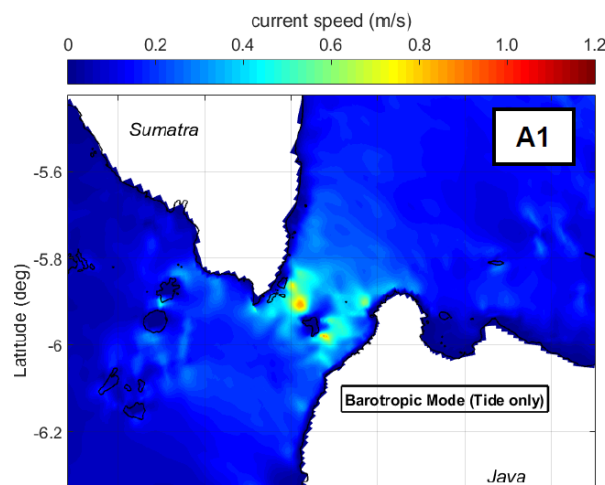 current speed (m/s)
0 0.2 0.4 0.6 0.8 1.0 1.2
Sumatra
A1
-5.6
-5.8
Latitude (deg)
-6
Barotropic Mode (Tide only)
-6.2
Java